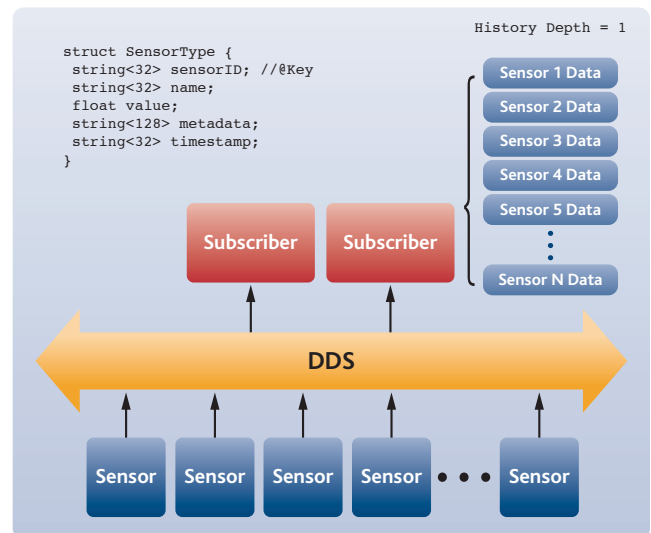 History Depth = 1
struct SensorType {
string<32> sensorID; //@Key
string<32> name;
float value;
string<128> metadata;
string<32> timestamp;
}
Sensor 1 Data
Sensor 2 Data
Sensor 3 Data
Sensor 4 Data
Sensor 5 Data
Sensor N Data
Subscriber
Subscriber
DDS
Sensor
Sensor
Sensor
Sensor
Sensor